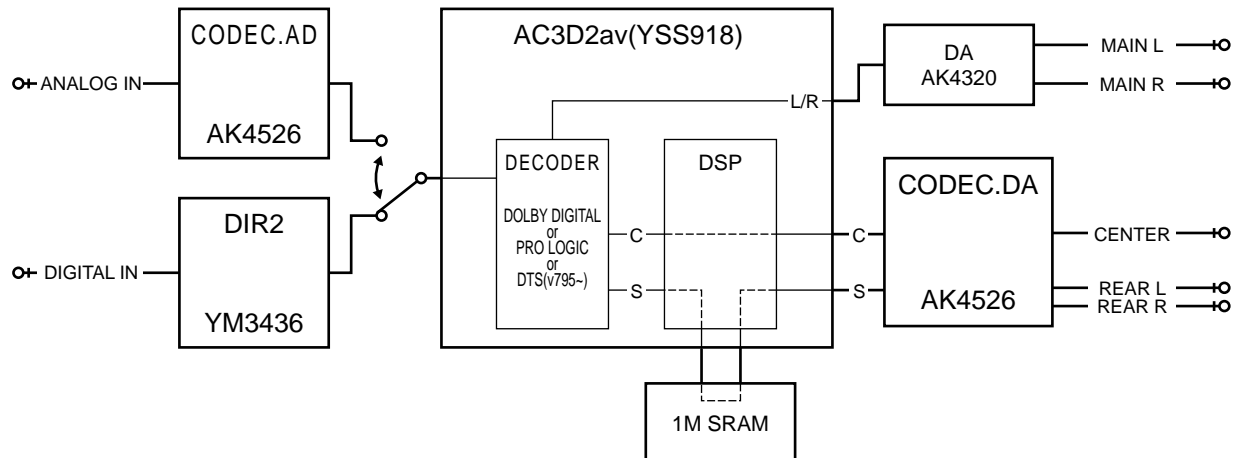 CODEC.AD
AK4526
ANALOG IN
DIR2
YM3436
DIGITAL IN
AC3D2av(YSS918)
L/R
DECODER
DOLBY DIGITAL
or
PRO LOGIC
or
DTS(v795~)
DSP
C
S
C
S
1M SRAM
DA
AK4320
MAIN L
MAIN R
CODEC.DA
AK4526
CENTER
REAR L
REAR R